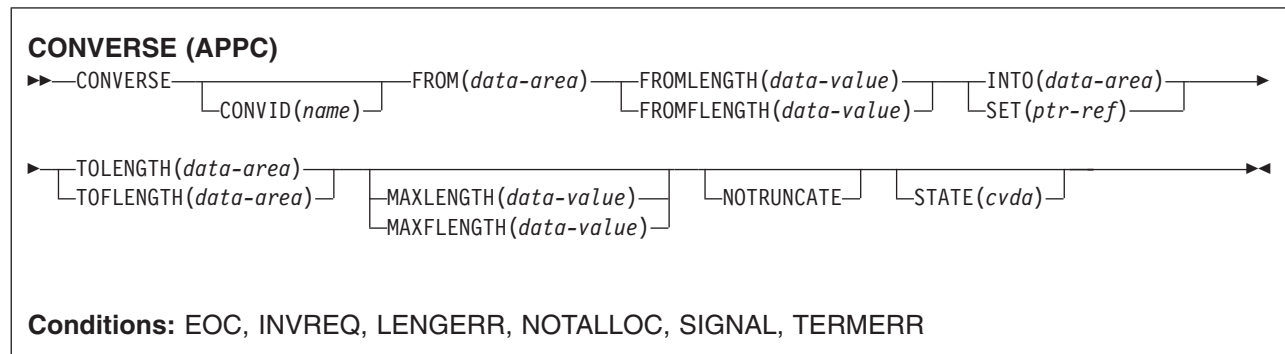 CONVERSE (APPC)
CONVERSE FROM(data-area) FROMLENGTH(data-value) INTO(data-area)
CONVID(name) FROMFLENGTH(data-value) SET(ptr-ref)
TOLENGTH(data-area)
TOFLENGTH(data-area) MAXLENGTH(data-value) NOTRUNCATE STATE(cvda)
MAXFLENGTH(data-value)
Conditions: EOC, INVREQ, LENGERR, NOTALLOC, SIGNAL, TERMERR